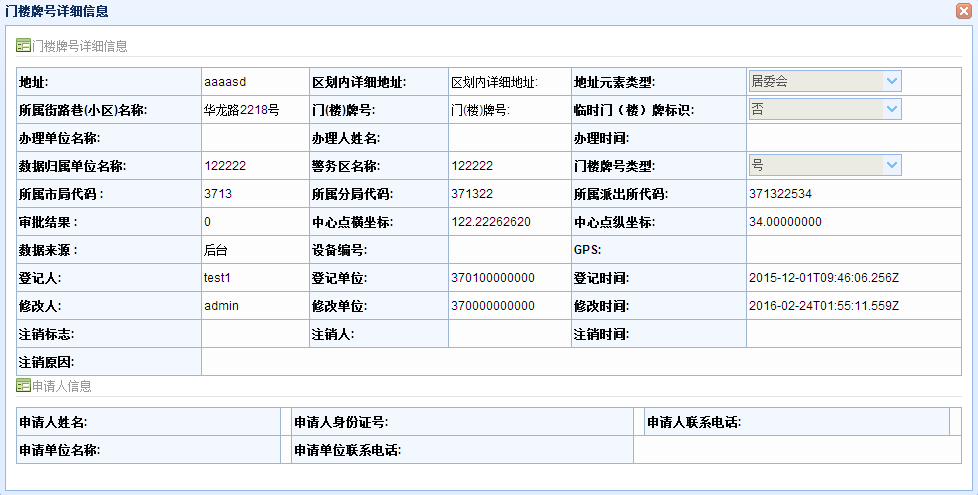 门楼牌号详细信息
门楼牌号详细信息
地址: aaaasd 区划内详细地址: 区划内详细地址: 地址元素类型: 居委会
所属街路巷(小区)名称: 华龙路2218号 门(楼)牌号: 门(楼)牌号: 临时门（楼）牌标识: 否
办理单位名称: 办理人姓名: 办理时间:
数据归属单位名称: 122222 警务区名称: 122222 门楼牌号类型: 号
所属市局代码 : 3713 所属分局代码: 371322 所属派出所代码: 371322534
审批结果 : 0 中心点横坐标: 122.22262620 中心点纵坐标: 34.00000000
数据来源 : 后台 设备编号: GPS:
登记人: test1 登记单位: 370100000000 登记时间: 2015-12-01T09:46:06.256Z
修改人: admin 修改单位: 370000000000 修改时间: 2016-02-24T01:55:11.559Z
注销标志: 注销人: 注销时间:
注销原因:
申请人信息
申请人姓名: 申请人身份证号: 申请人联系电话:
申请单位名称: 申请单位联系电话: